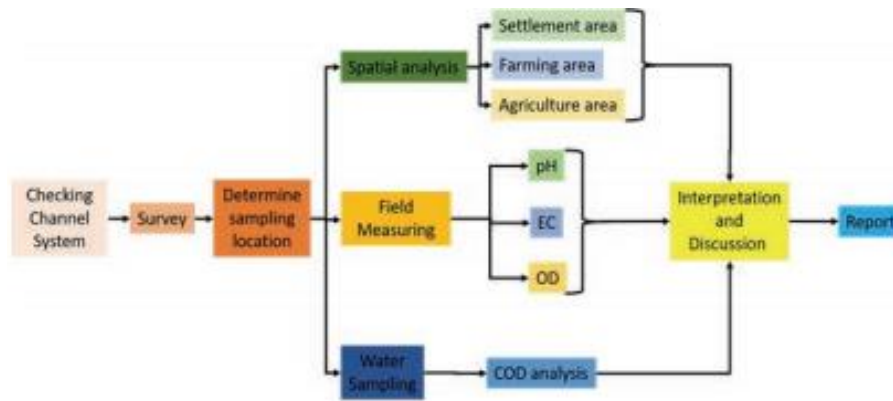 Checking
Channel
System
Survey
Determine
sampling
location
Spatial analysis
Settlement area
Farming area
Agriculture area
Field
Measuring
pH
EC
OD
Water
Sampling
COD analysis
Interpretation
and
Discussion
Report